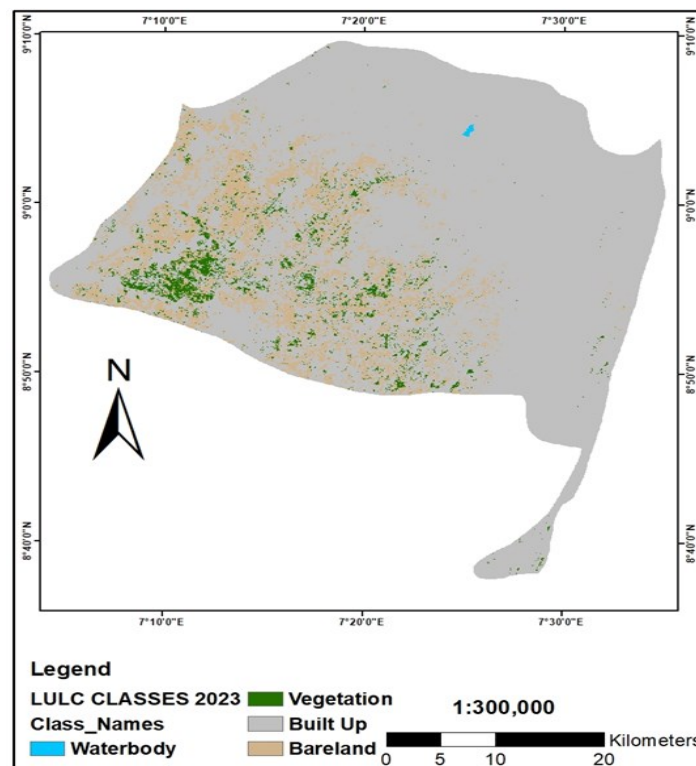 7°10'0"E 7°20'0"E 7°30'0"E
9°10'0"N 9°10'0"N
9°0'0"N 9°0'0"N
8°50'0"N 8°50'0"N
N
8°40'0"N 8°40'0"N
7°10'0"E 7°20'0"E 7°30'0"E
Legend
LULC CLASSES 2023 Vegetation
Class_Names Built Up 1:300,000
Waterbody Bareland Kilometers
0 5 10 20